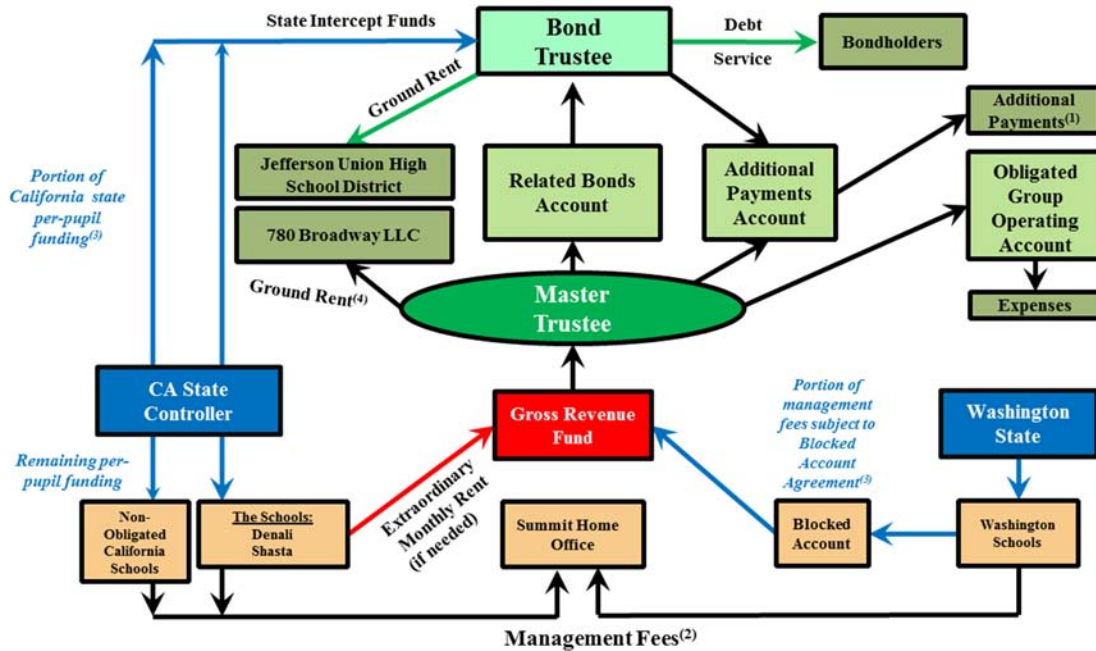 State Intercept Funds
Bond
Trustee
Debt
Service
Bondholders
Ground Rent
Additional
Payments(1)
Portion of
California state
per-pupil
funding(3)
Jefferson Union High
School District
Related Bonds
Account
Additional
Payments
Account
Obligated
Group
Operating
Account
780 Broadway LLC
Ground Rent(4)
Master
Trustee
Expenses
CA State
Controller
Gross Revenue
Fund
Portion of
management
fees subject to
Blocked
Account
Agreement(3)
Washington
State
Remaining per-
pupil funding
Non-
Obligated
California
Schools
The Schools:
Denali
Shasta
Extraordinary
Monthly Rent
(if needed)
Summit Home
Office
Blocked
Account
Washington
Schools
Management Fees(2)